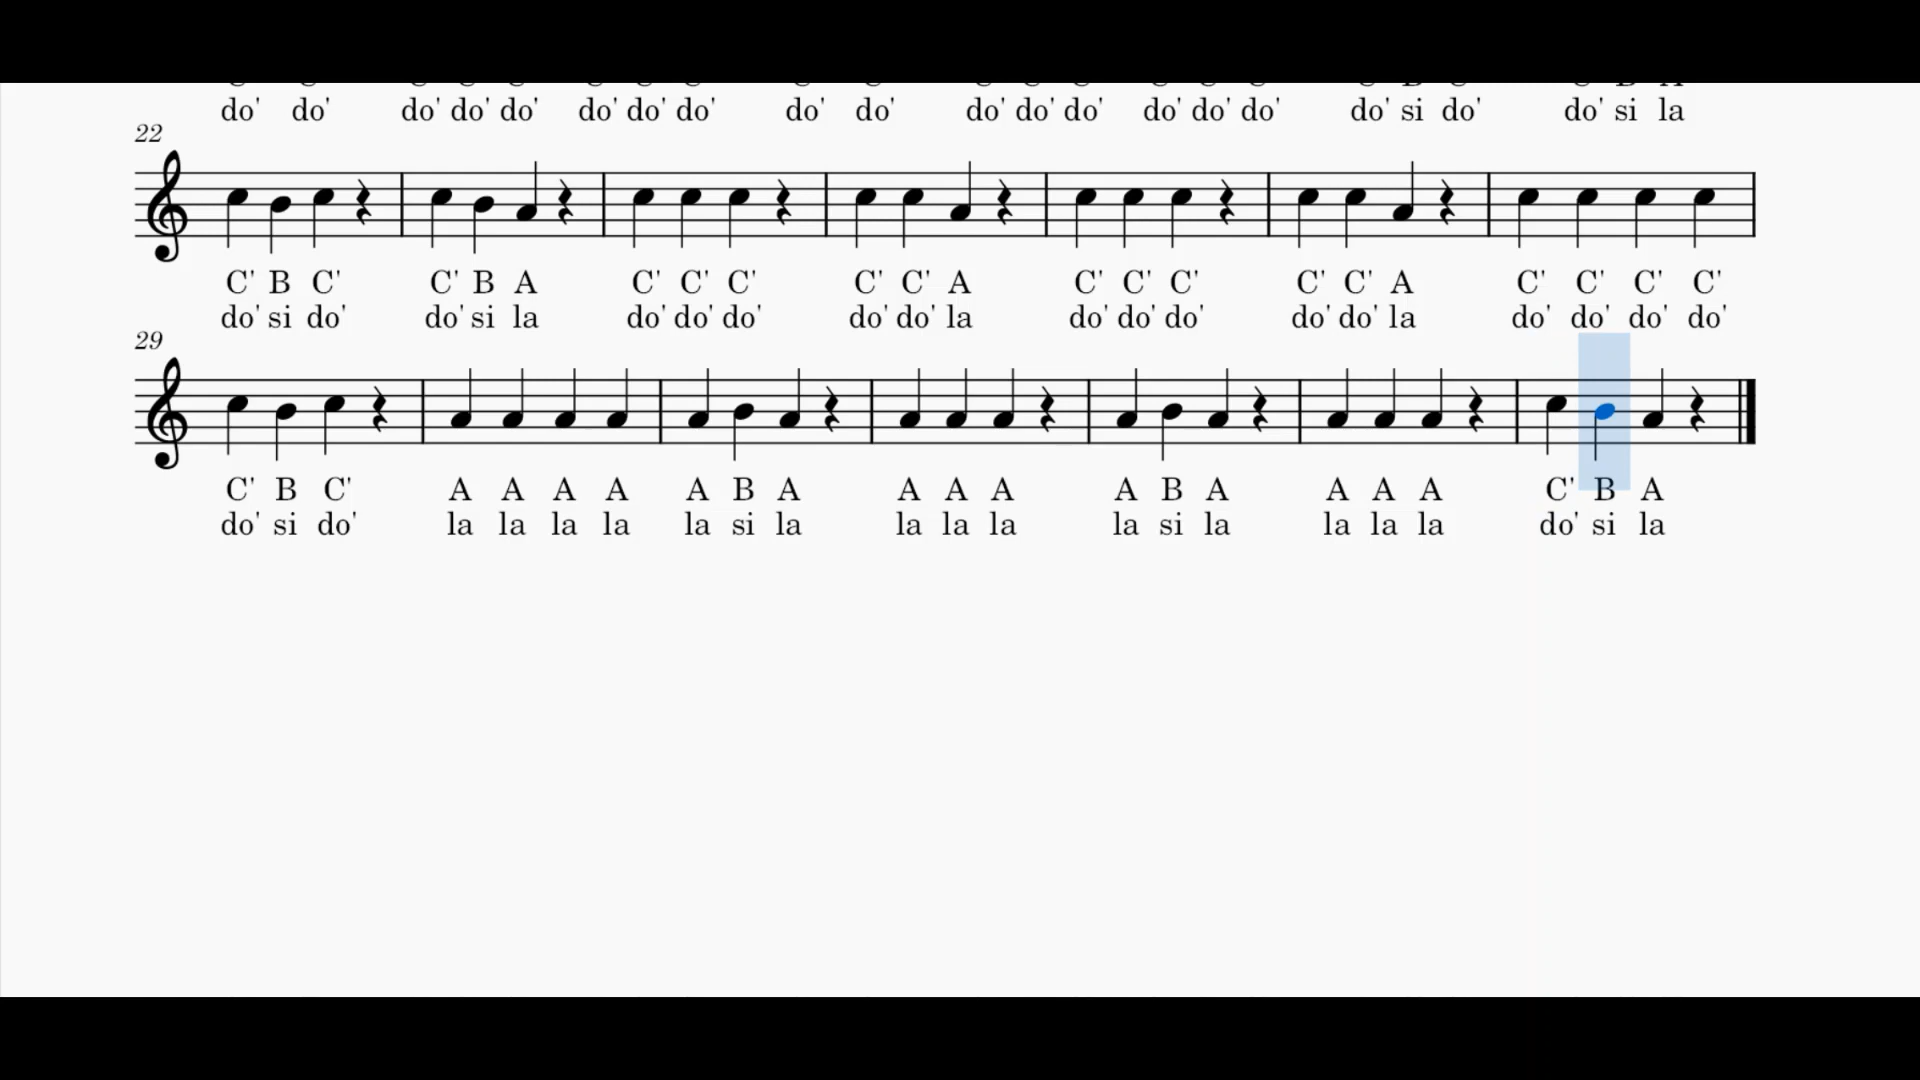 do' do' do' do' do' do' do' do' do' do' do' do' do' do' do' do' do' si do' do' si la
22
C' B C' C' B A C' C' C' C' C' A C' C' C' C' C' A C' C' C' C'
do' si do' do' si la do' do' do' do' do' la do' do' do' do' do' la do' do' do' do'
29
C' B C' A A A A A B A A A A A B A A A A C' B A
do' si do' la la la la la si la la la la la si la la la la do' si la